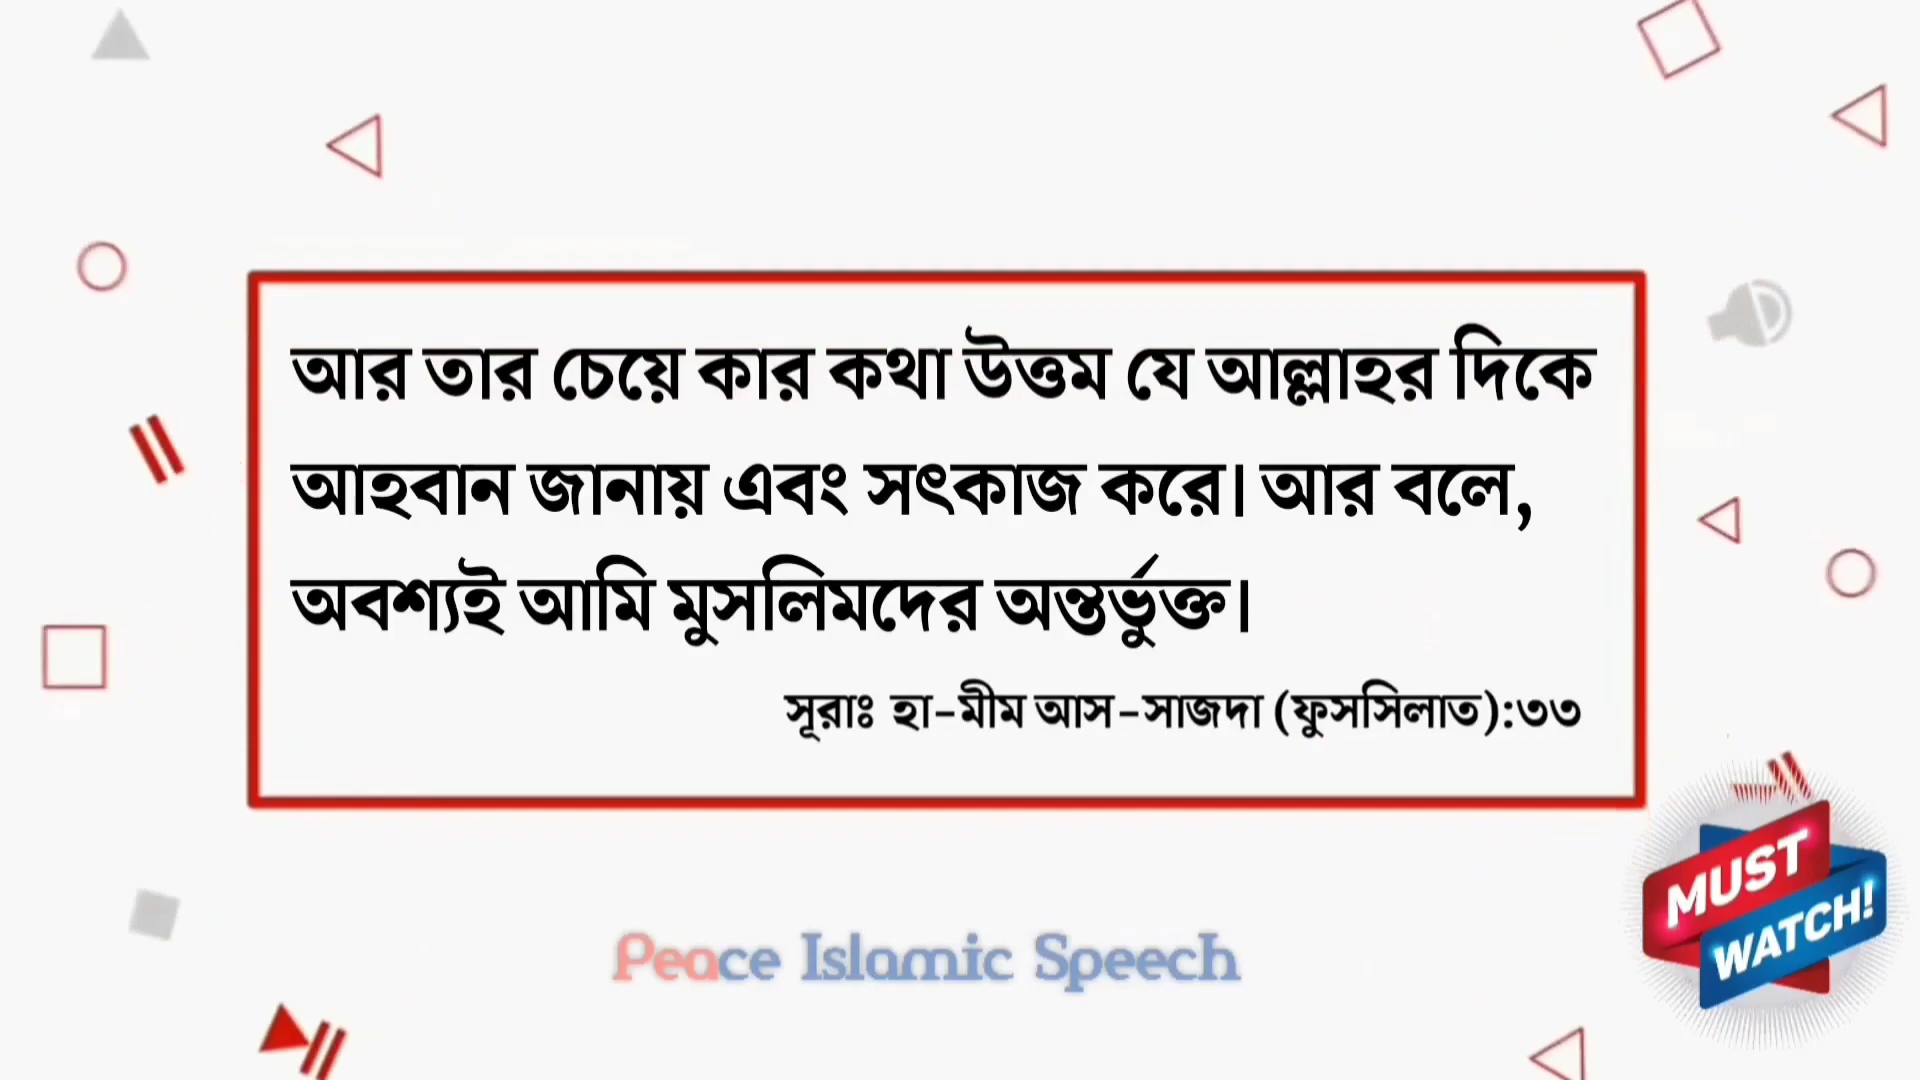 আর তার চেয়ে কার কথা উত্তম যে আল্লাহর দিকে
আহবান জানায় এবং সৎকাজ করে। আর বলে,
অবশ্যই আমি মুসলিমদের অন্তর্ভুক্ত।
সূরাঃ হা-মীম আস-সাজদা (ফুসসিলাত):৩৩
MUST
WATCH!
Peace Islamic Speech